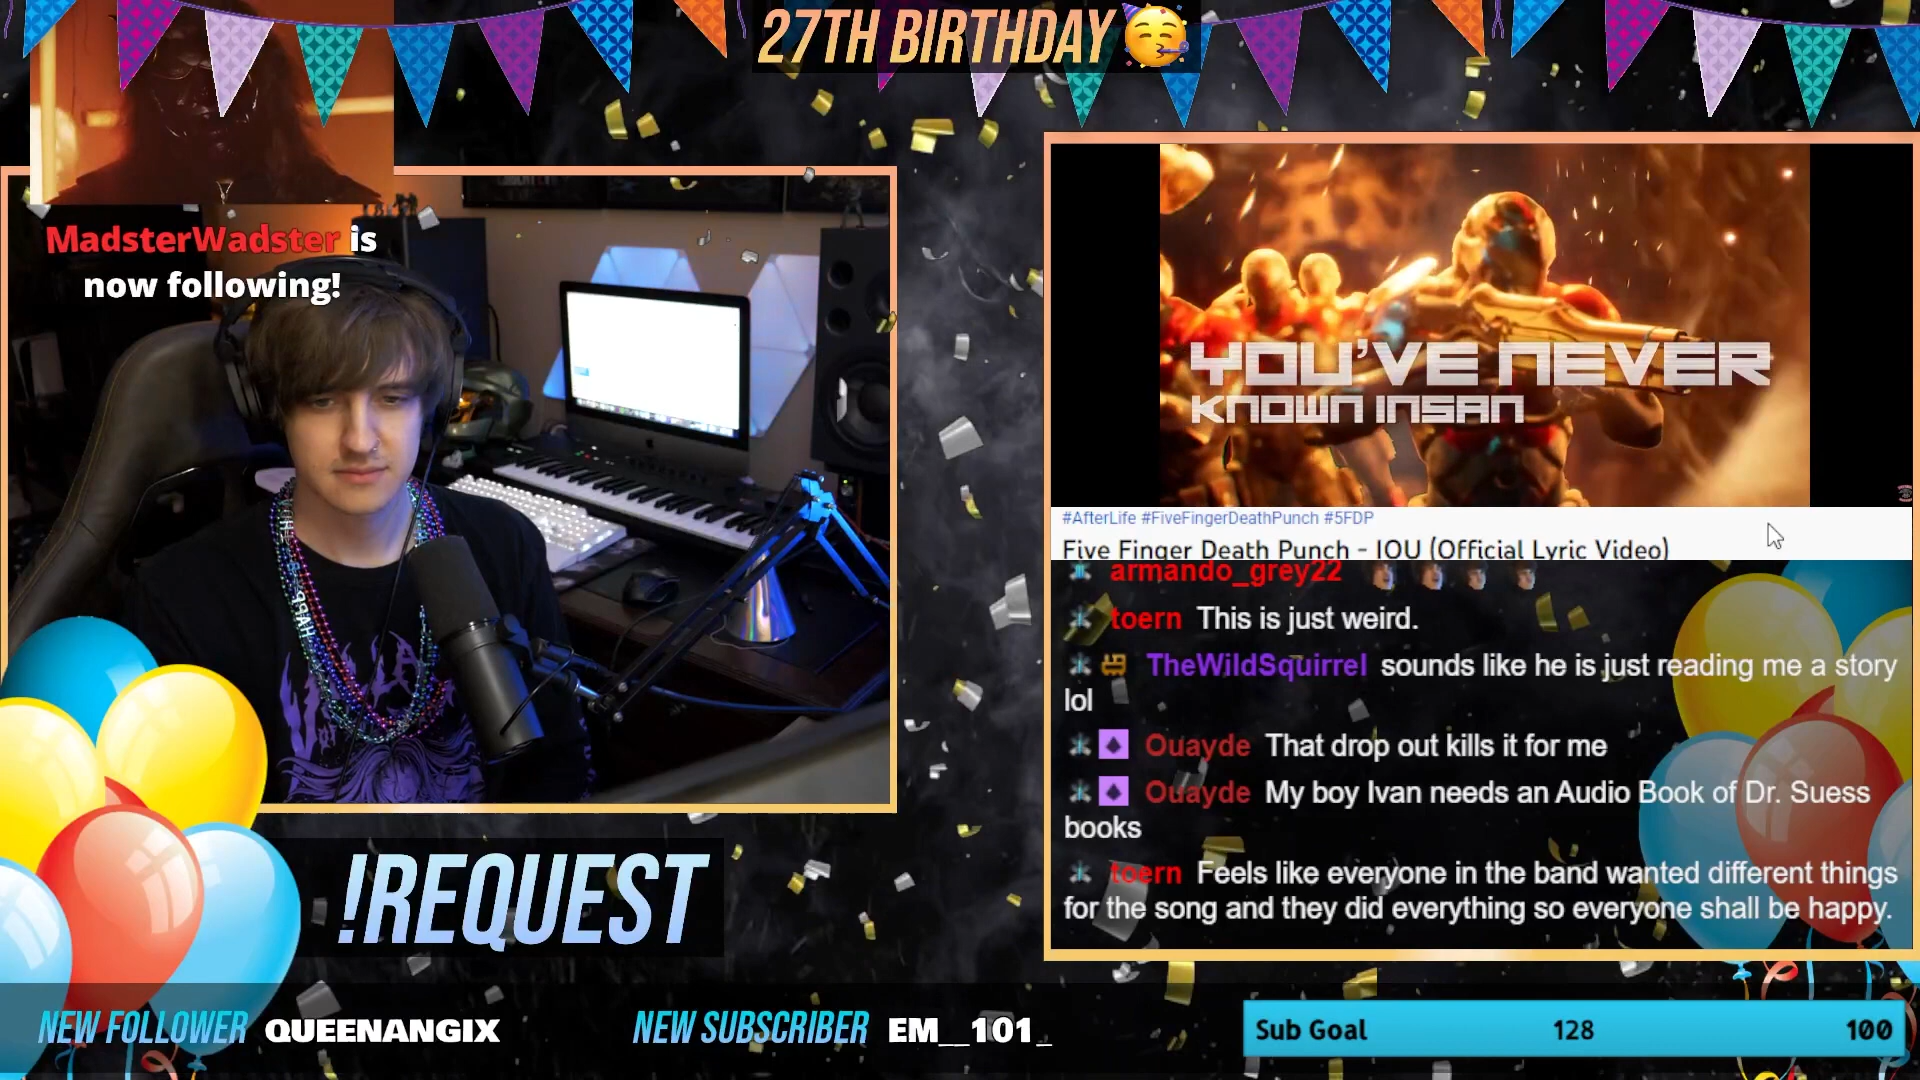 27TH BIRTHDAY
MadsterWadster is
now following!
YOU'VE NEVER
KNOWN INSAN
#AfterLife #FiveFingerDeathPunch #5FDP
Five Finger Death Punch - IOU (Official Lyric Video)
armando_grey22
toern This is just weird.
TheWildSquirrel sounds like he is just reading me a story
lol
Ouayde That drop out kills it for me
Ouayde My boy Ivan needs an Audio Book of Dr. Suess
books
toern Feels like everyone in the band wanted different things
for the song and they did everything so everyone shall be happy.
!REQUEST
NEW FOLLOWER QUEENANGIX
NEW SUBSCRIBER EM__101_
Sub Goal 128 100